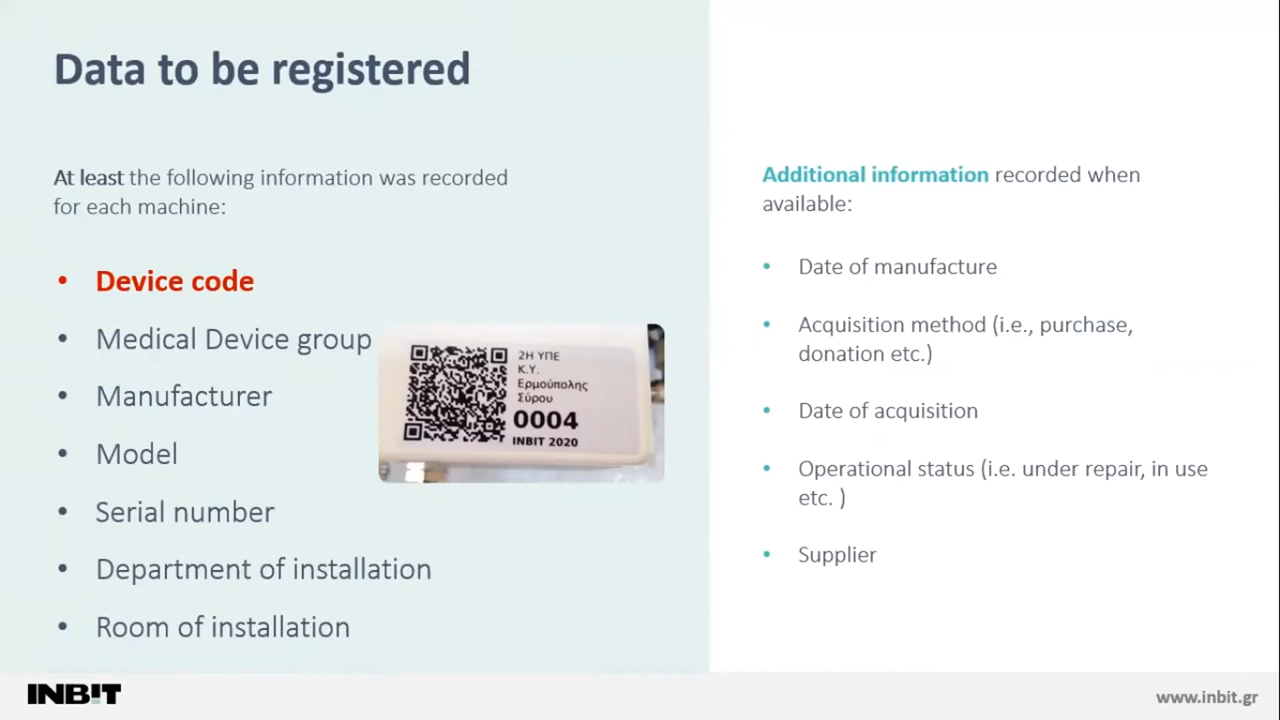 Data to be registered
At least the following information was recorded
for each machine:
• Device code
• Medical Device group
• Manufacturer
• Model
• Serial number
• Department of installation
• Room of installation
2Η ΥΠΕ
Κ.Υ.
Ερμούπολης
Σύρου
0004
INBIT 2020
Additional information recorded when
available:
• Date of manufacture
• Acquisition method (i.e., purchase,
donation etc.)
• Date of acquisition
• Operational status (i.e. under repair, in use
etc. )
• Supplier
INBIT
www.inbit.gr